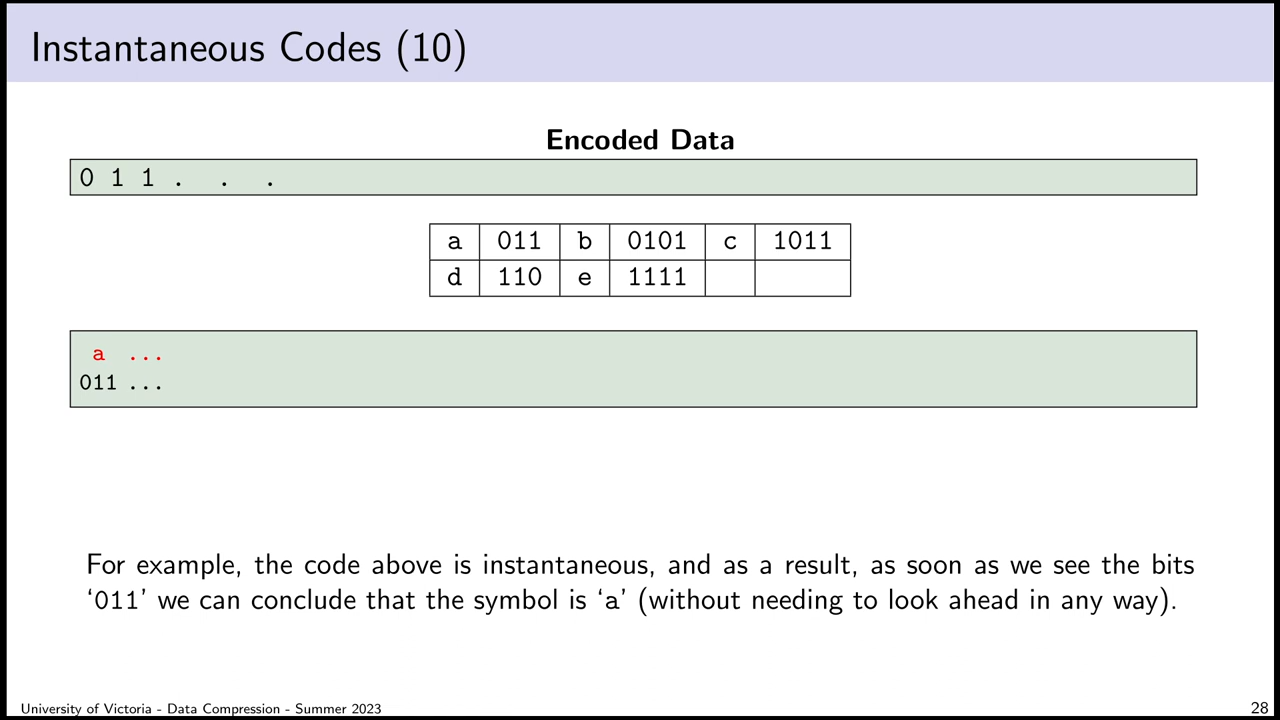 Instantaneous Codes (10)
Encoded Data
0 1 1 . . .
a 011 b 0101 c 1011
d 110 e 1111
a ...
011 ...
For example, the code above is instantaneous, and as a result, as soon as we see the bits
‘011’ we can conclude that the symbol is ‘a’ (without needing to look ahead in any way).
University of Victoria - Data Compression - Summer 2023 28